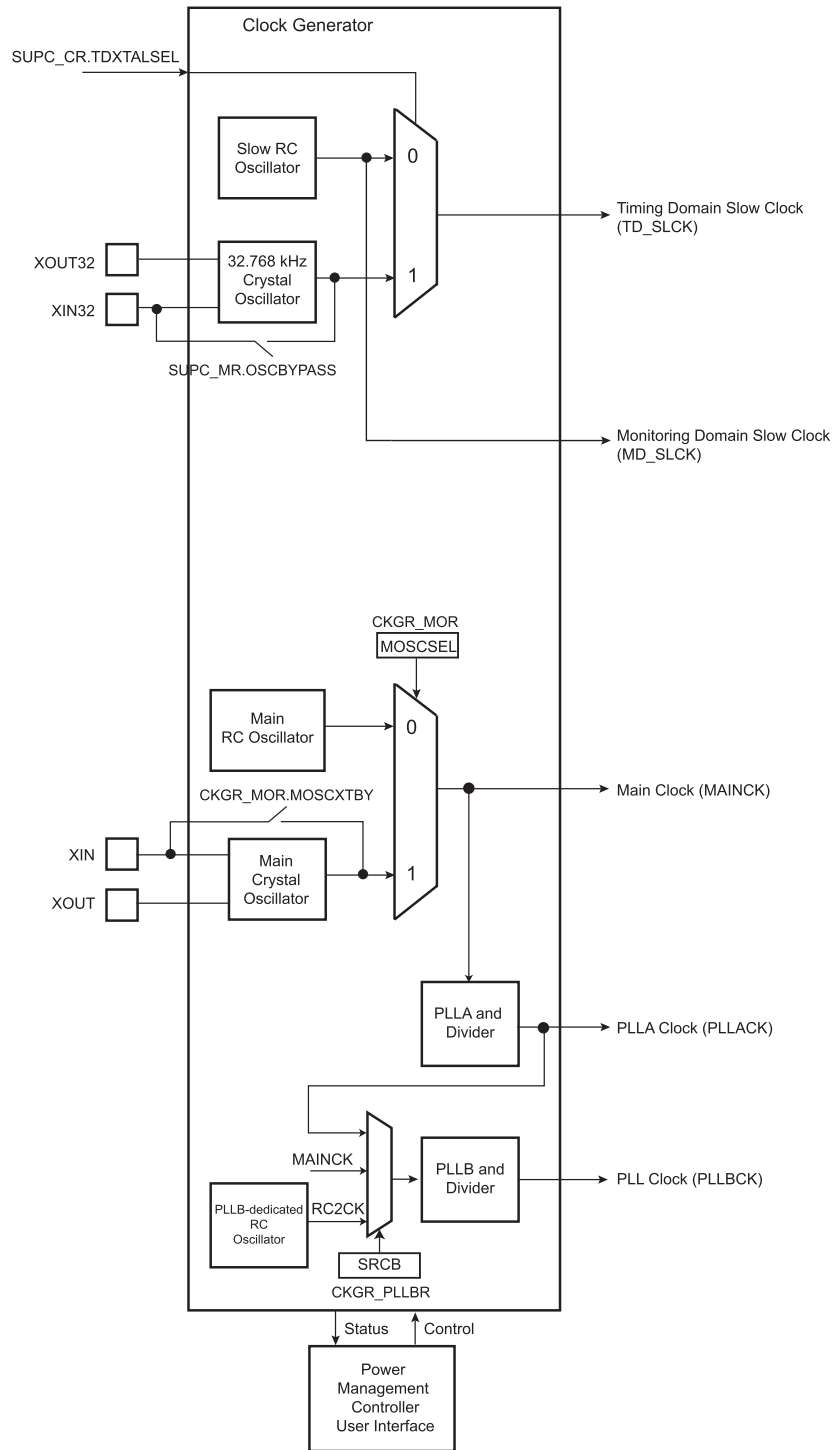 Clock Generator
SUPC_CR.TDXTALSEL
Slow RC
Oscillator
0
Timing Domain Slow Clock
(TD_SLCK)
XOUT32
32.768 kHz
Crystal
Oscillator
1
XIN32
SUPC_MR.OSCBYPASS
Monitoring Domain Slow Clock
(MD_SLCK)
CKGR_MOR
MOSCSEL
Main
RC Oscillator
0
Main Clock (MAINCK)
CKGR_MOR.MOSCXTBY
XIN
Main
Crystal
Oscillator
1
XOUT
PLLA and
Divider
PLLA Clock (PLLACK)
MAINCK
PLLB and
Divider
PLL Clock (PLLBCK)
PLLB-dedicated
RC
Oscillator
RC2CK
SRCB
CKGR_PLLBR
Status
Control
Power
Management
Controller
User Interface